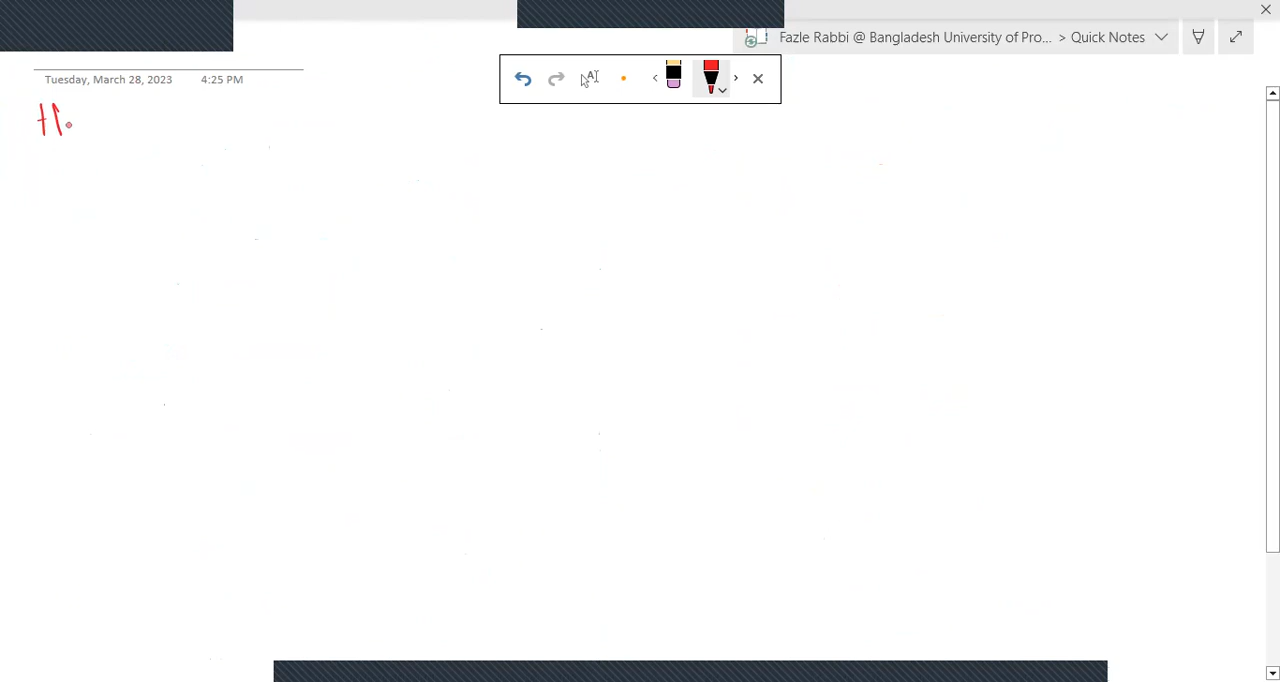 Fazle Rabbi @ Bangladesh University of Pro... > Quick Notes
Tuesday, March 28, 2023 4:25 PM